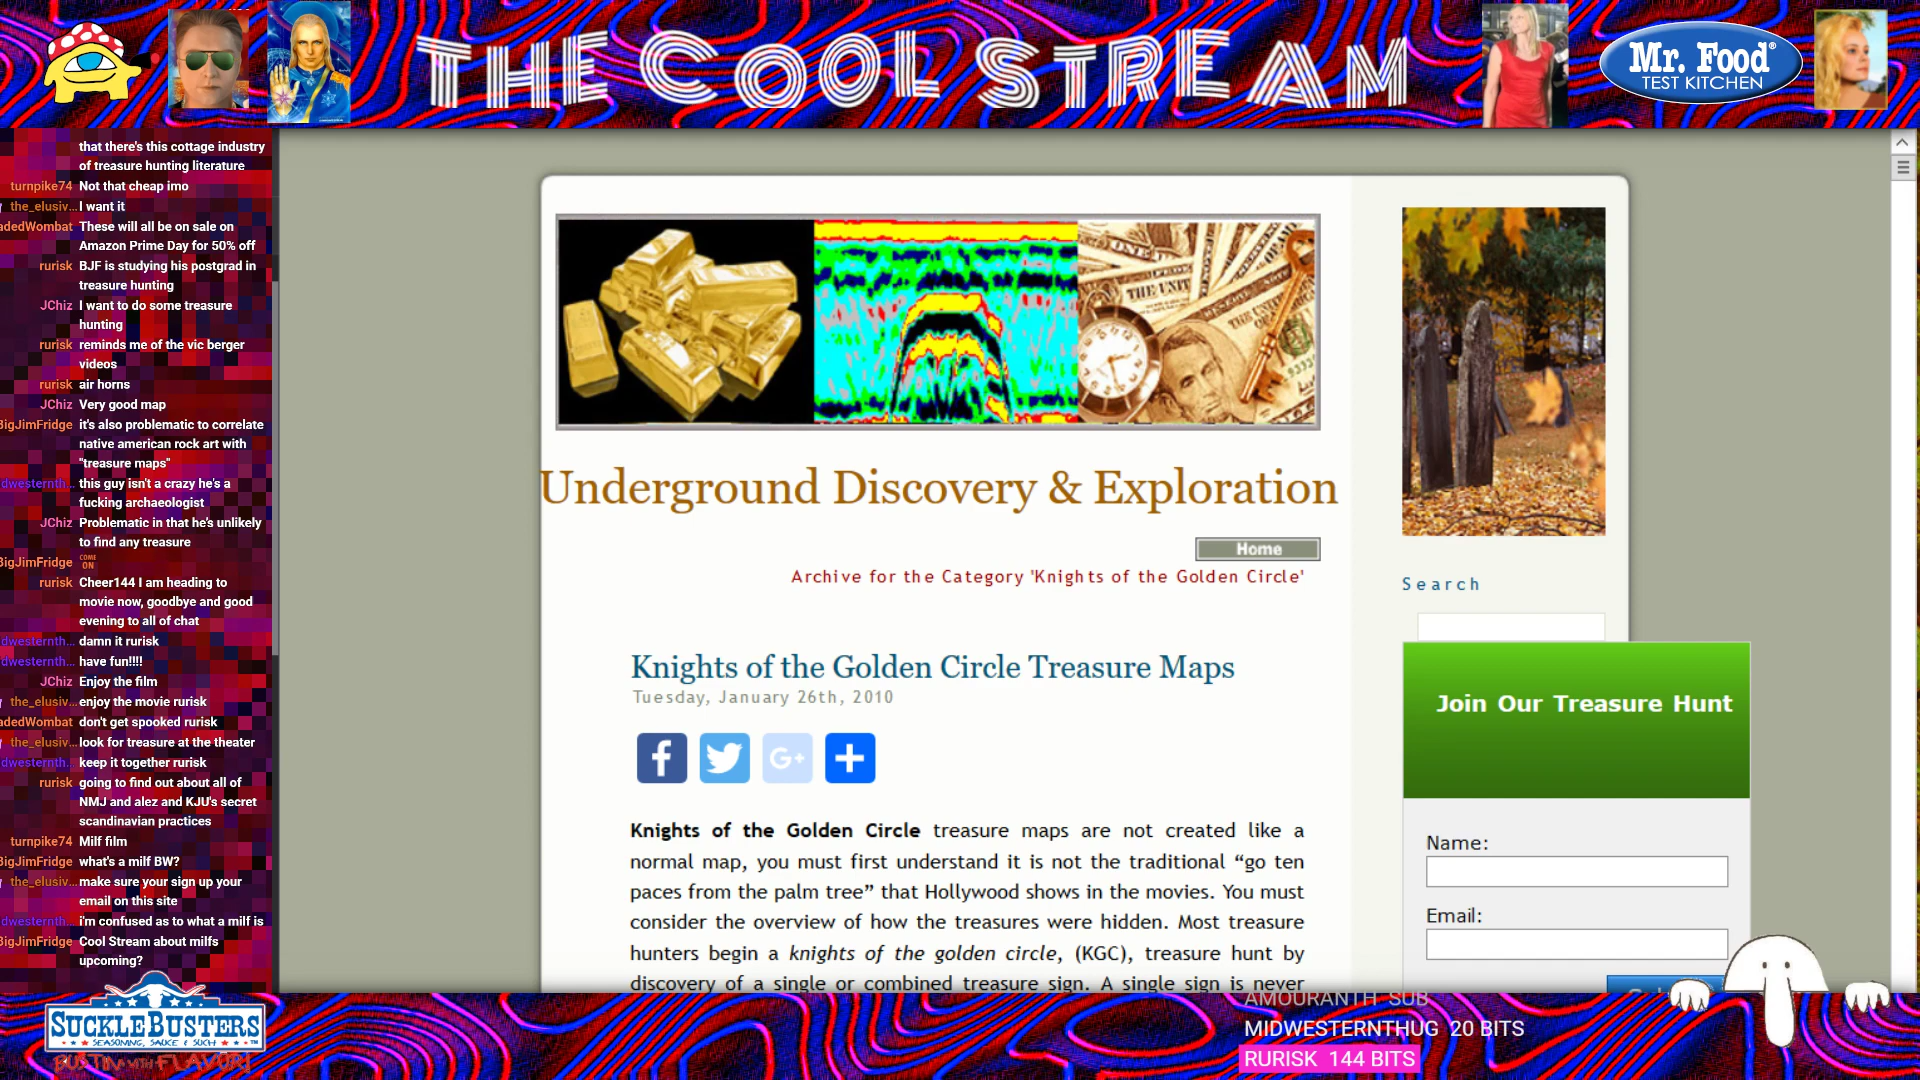 THE COOL STREAM
Mr. Food®
TEST KITCHEN
that there's this cottage industry
of treasure hunting literature
turnpike74 Not that cheap imo
the_elusiv... I want it
adedWombat These will all be on sale on
Amazon Prime Day for 50% off
rurisk BJF is studying his postgrad in
treasure hunting
JChiz I want to do some treasure
hunting
rurisk reminds me of the vic berger
videos
rurisk air horns
JChiz Very good map
BigJimFridge it's also problematic to correlate
native american rock art with
"treasure maps"
dwesternth... this guy isn't a crazy he's a
fucking archaeologist
JChiz Problematic in that he's unlikely
to find any treasure
BigJimFridge COME
ON
rurisk Cheer144 I am heading to
movie now, goodbye and good
evening to all of chat
dwesternth... damn it rurisk
dwesternth... have fun!!!!
JChiz Enjoy the film
the_elusiv... enjoy the movie rurisk
adedWombat don't get spooked rurisk
the_elusiv... look for treasure at the theater
dwesternth... keep it together rurisk
rurisk going to find out about all of
NMJ and alez and KJU's secret
scandinavian practices
turnpike74 Milf film
BigJimFridge what's a milf BW?
the_elusiv... make sure your sign up your
email on this site
dwesternth... i'm confused as to what a milf is
BigJimFridge Cool Stream about milfs
upcoming?
Underground Discovery & Exploration
Home
Archive for the Category 'Knights of the Golden Circle'
Knights of the Golden Circle Treasure Maps
Tuesday, January 26th, 2010
f G+ +
Knights of the Golden Circle treasure maps are not created like a
normal map, you must first understand it is not the traditional “go ten
paces from the palm tree” that Hollywood shows in the movies. You must
consider the overview of how the treasures were hidden. Most treasure
hunters begin a knights of the golden circle, (KGC), treasure hunt by
discovery of a single or combined treasure sign. A single sign is never
Search
Join Our Treasure Hunt
Name:
Email:
SUCKLEBUSTERS
SEASONING, SAUCE & SUCH
BUSTIN WITH FLAVOR!
AMOURANTH SUB
MIDWESTERNTHUG 20 BITS
RURISK 144 BITS